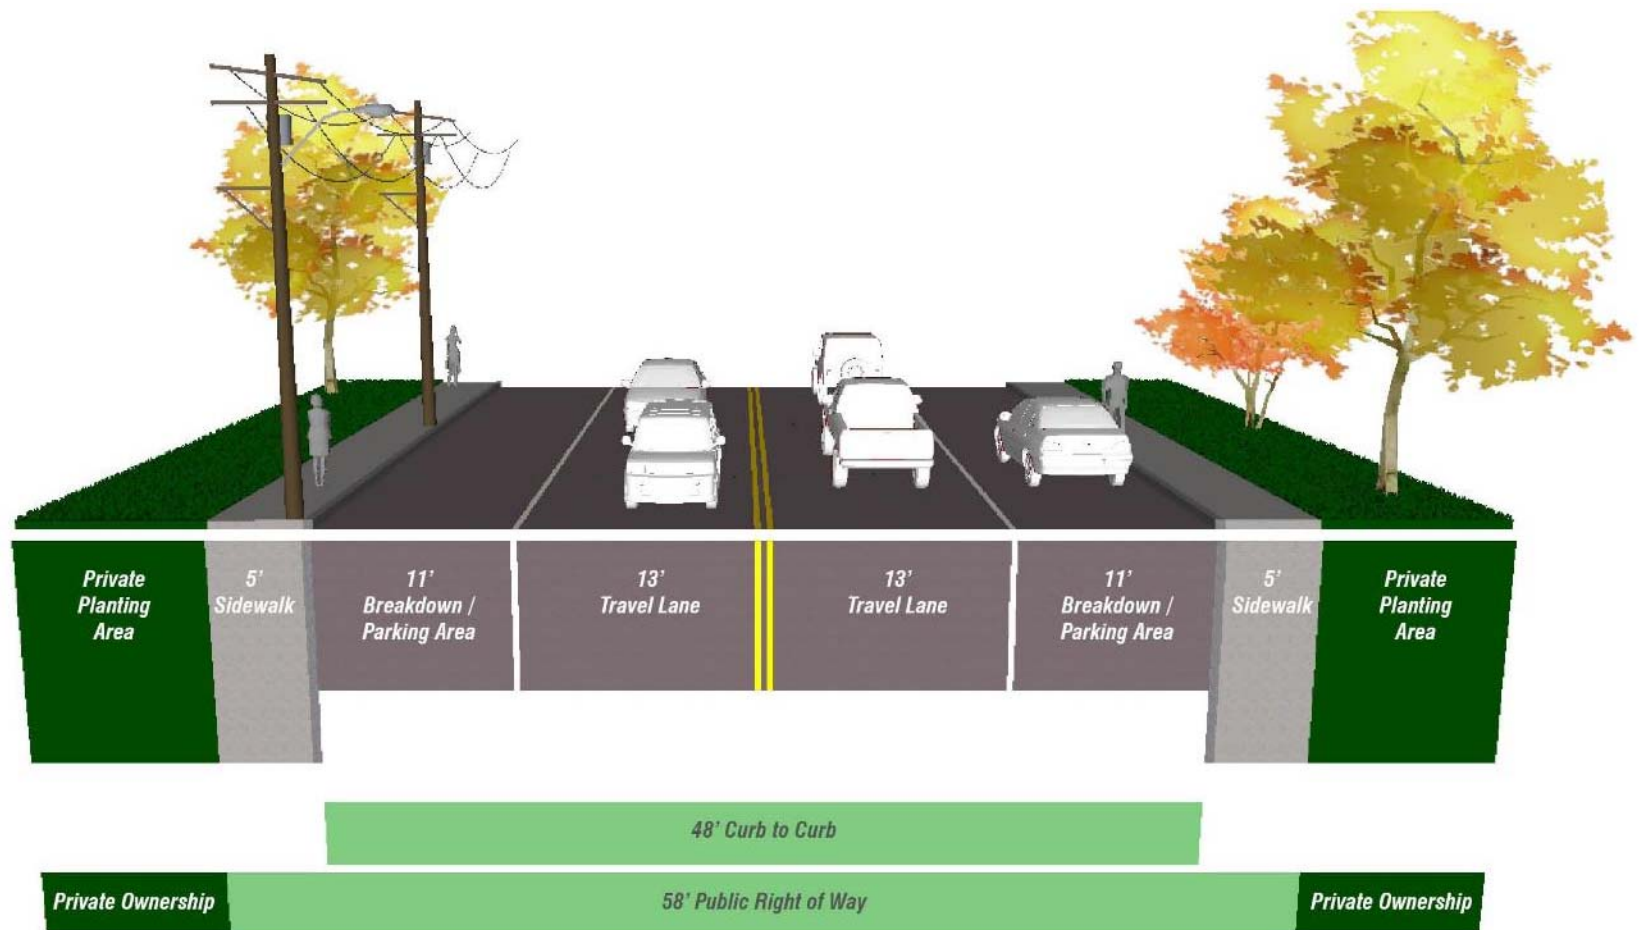 Private
Planting
Area
5’
Sidewalk
11’
Breakdown /
Parking Area
13’
Travel Lane
13’
Travel Lane
11’
Breakdown /
Parking Area
5’
Sidewalk
Private
Planting
Area
48’ Curb to Curb
Private Ownership
58’ Public Right of Way
Private Ownership